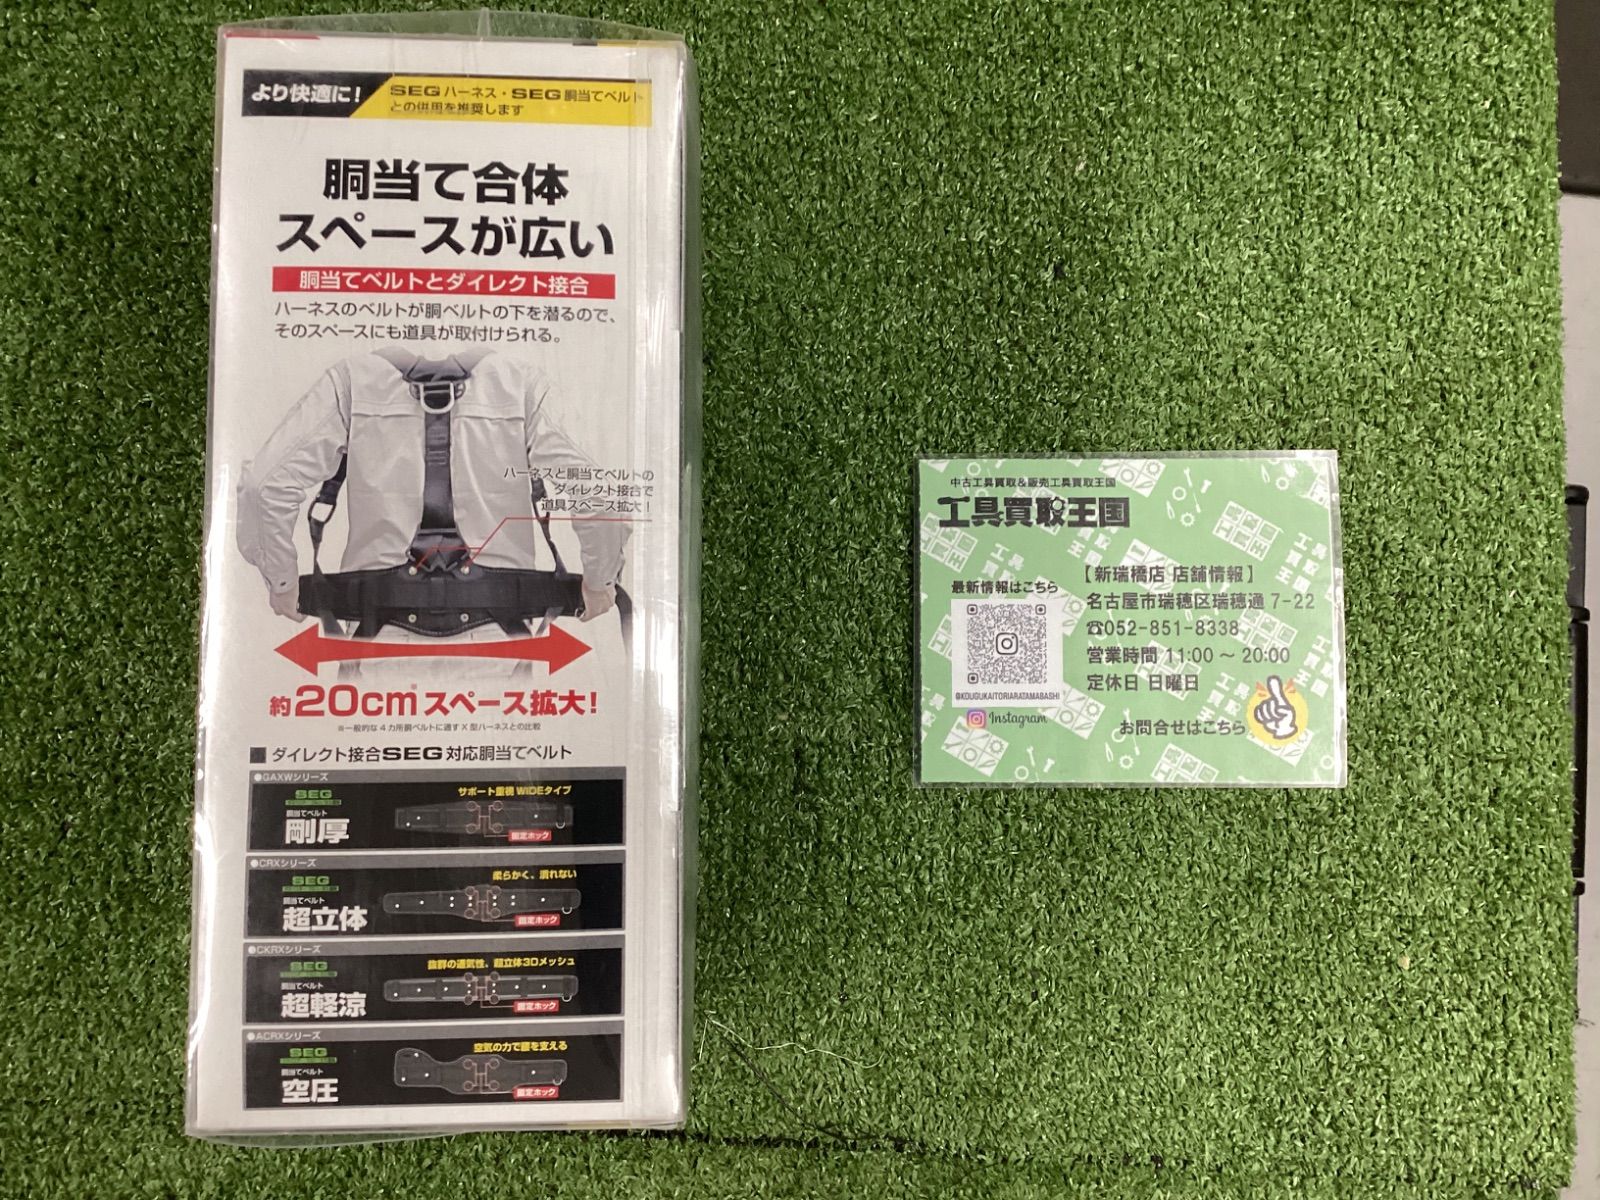 より快適に!
SEGハーネス・SEG胴当てベルト
との併用を推奨します
胴当て合体
スペースが広い
胴当てベルトとダイレクト接合
ハーネスのベルトが胴ベルトの下を潜るので、
そのスペースにも道具が取付けられる。
ハーネスと胴当てベルトの
ダイレクト接合で
道具スペース拡大!
約20cm※スペース拡大!
※一般的な4カ所胴ベルトに通すX型ハーネスとの比較
■ダイレクト接合SEG対応胴当てベルト
●GAXWシリーズ
SEG
胴当てベルト
剛厚
サポート重視WIDEタイプ
固定ホック
●CRXシリーズ
SEG
胴当てベルト
超立体
柔らかく、潰れない
固定ホック
●CKRXシリーズ
SEG
胴当てベルト
超軽涼
抜群の通気性、超立体3Dメッシュ
固定ホック
●ACRXシリーズ
SEG
胴当てベルト
空圧
空気の力で腰を支える
固定ホック
中古工具買取&販売工具買取王国
工具買取王国
最新情報はこちら
@KOUGUKAITORIARATAMABASHI
Instagram
【新瑞橋店 店舗情報】
名古屋市瑞穂区瑞穂通7-22
☎052-851-8338
営業時間 11:00～20:00
定休日 日曜日
お問合せはこちら